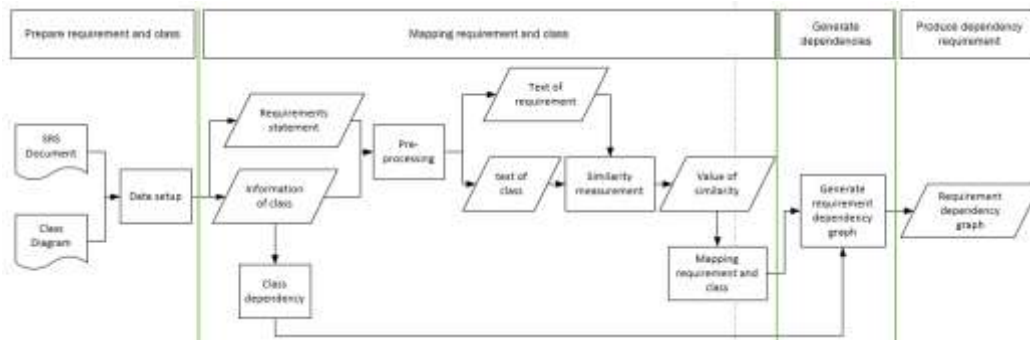 Prepare requirement and class
Mapping requirement and class
Generate
dependencies
Produce dependency
requirement
SRS
Document
Class
Diagram
Data setup
Requirements
statement
Information
of class
Class
dependency
Pre-
processing
Text of
requirement
text of
class
Similarity
measurement
Value of
similarity
Mapping
requirement and
class
Generate
requirement
dependency
graph
Requirement
dependency
graph